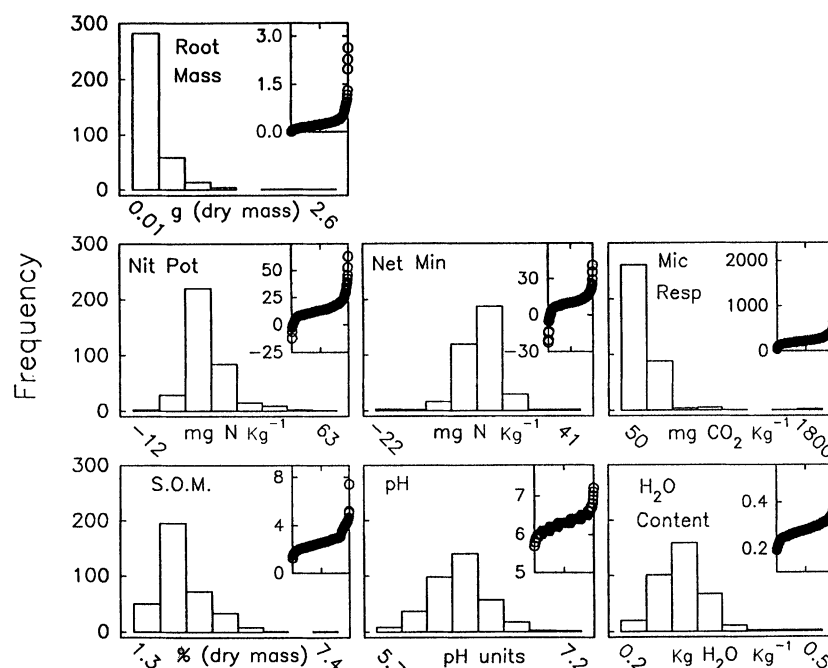 300
200
100
0
Root
Mass
3.0
1.5
0.0
0.01 g (dry mass) 2.6
Frequency
300
200
100
0
Nit Pot
50
25
0
−25
−12 mg N Kg⁻¹ 63
Net Min
30
0
−30
−22 mg N Kg⁻¹ 41
Mic
Resp
2000
1000
0
50 mg CO₂ Kg⁻¹ 1800
300
200
100
0
S.O.M.
8
4
0
1.3 % (dry mass) 7.4
pH
7
6
5
pH units 7.2
H₂O
Content
0.4
0.2
0.2 Kg H₂O Kg⁻¹ 0.5